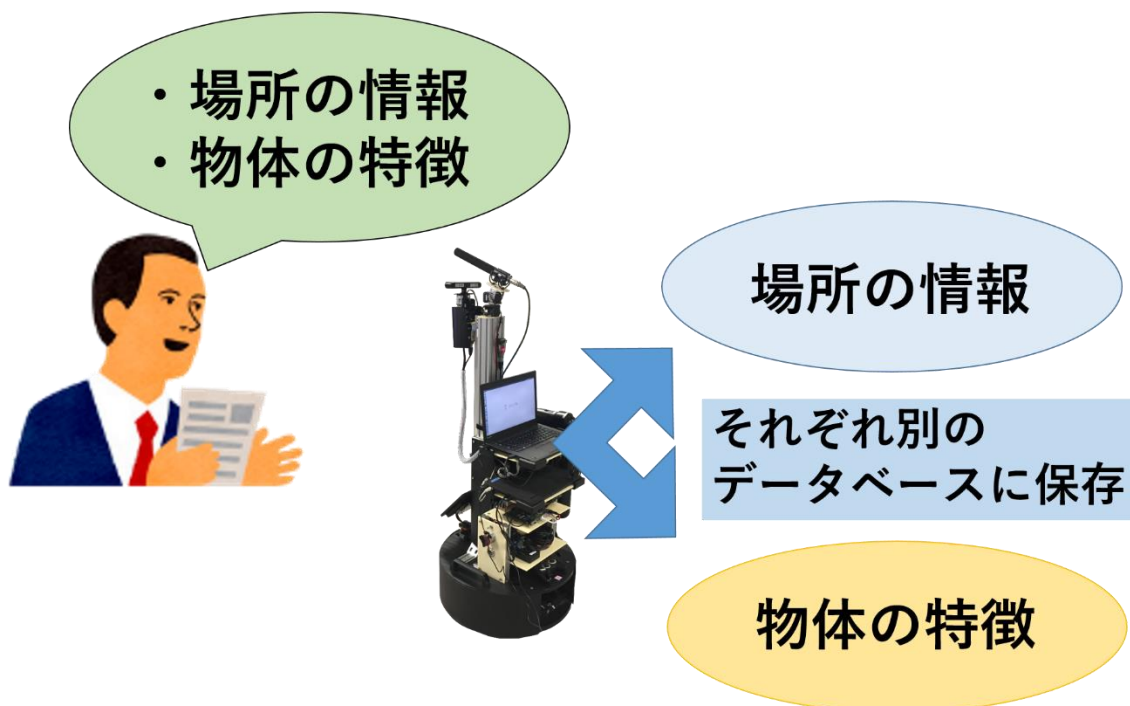 ・場所の情報
・物体の特徴
場所の情報
それぞれ別の
データベースに保存
物体の特徴